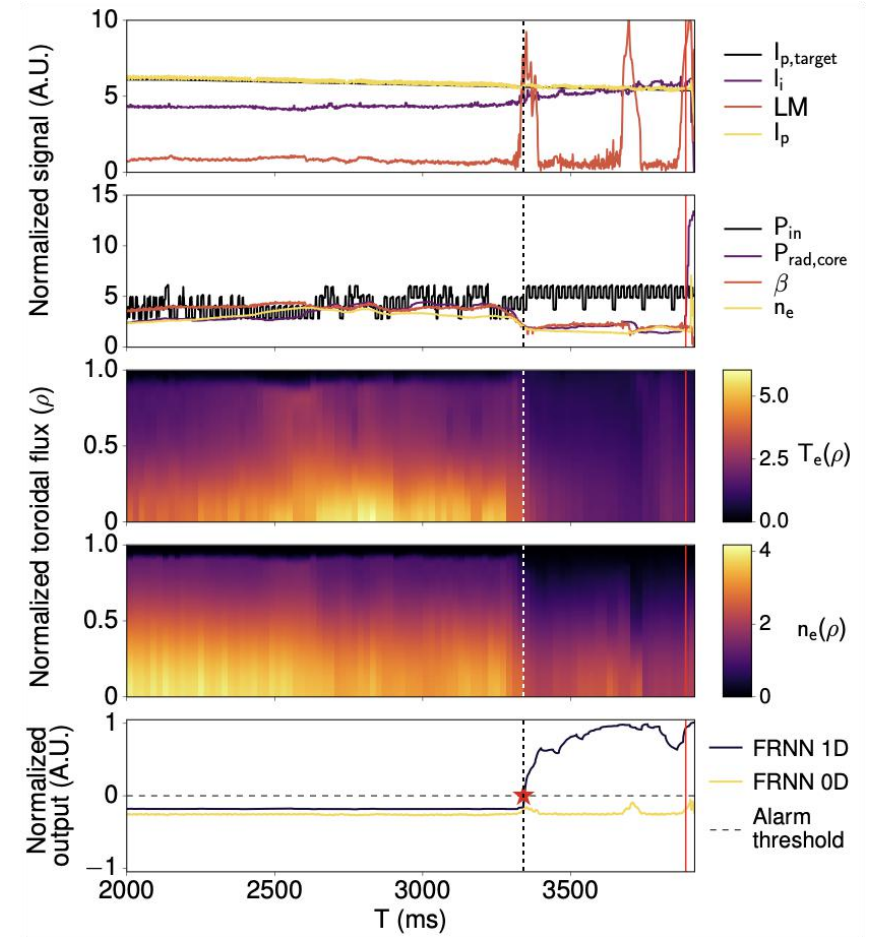 Normalized signal (A.U.)
10
5
0
I_p,target
l_i
LM
I_p
15
10
5
0
P_in
P_rad,core
β
n_e
Normalized toroidal flux (ρ)
1.0
0.5
0
5.0
2.5
0.0
T_e(ρ)
1.0
0.5
0
4
2
0
n_e(ρ)
Normalized
output (A.U.)
1
0
−1
FRNN 1D
FRNN 0D
Alarm
threshold
2000
2500
3000
3500
T (ms)